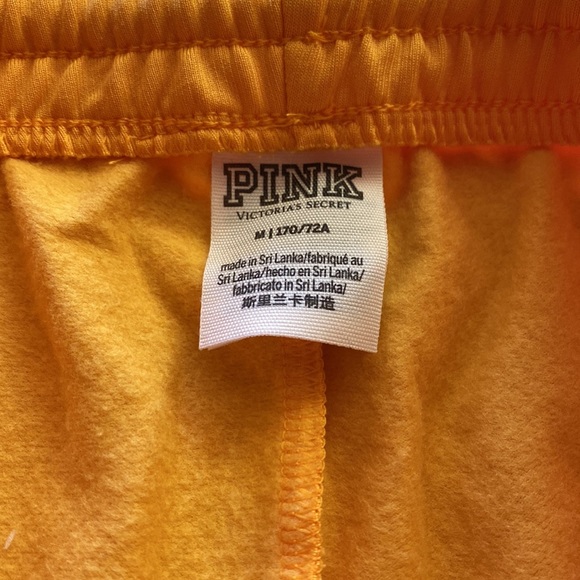 PINK
VICTORIA'S SECRET
M | 170/72A
made in Sri Lanka/fabriqué au
Sri Lanka/hecho en Sri Lanka/
fabbricato in Sri Lanka/
斯里兰卡制造